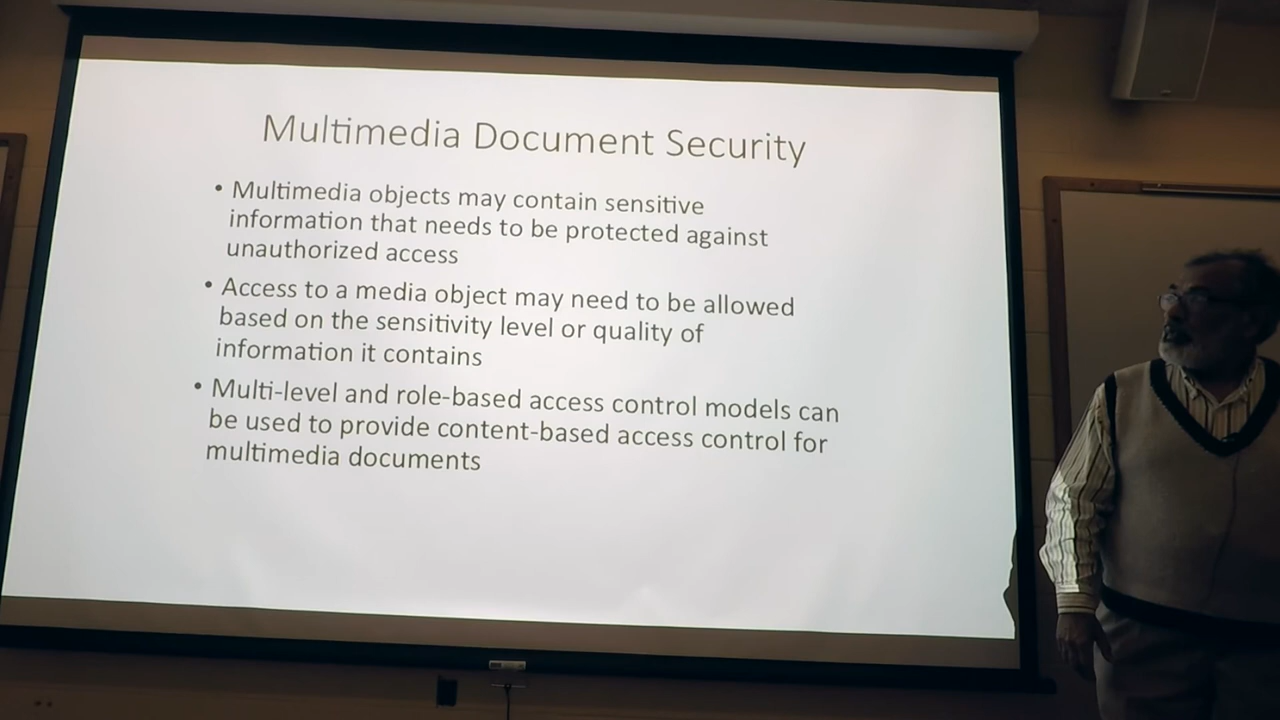 Multimedia Document Security
• Multimedia objects may contain sensitive
information that needs to be protected against
unauthorized access
• Access to a media object may need to be allowed
based on the sensitivity level or quality of
information it contains
• Multi-level and role-based access control models can
be used to provide content-based access control for
multimedia documents